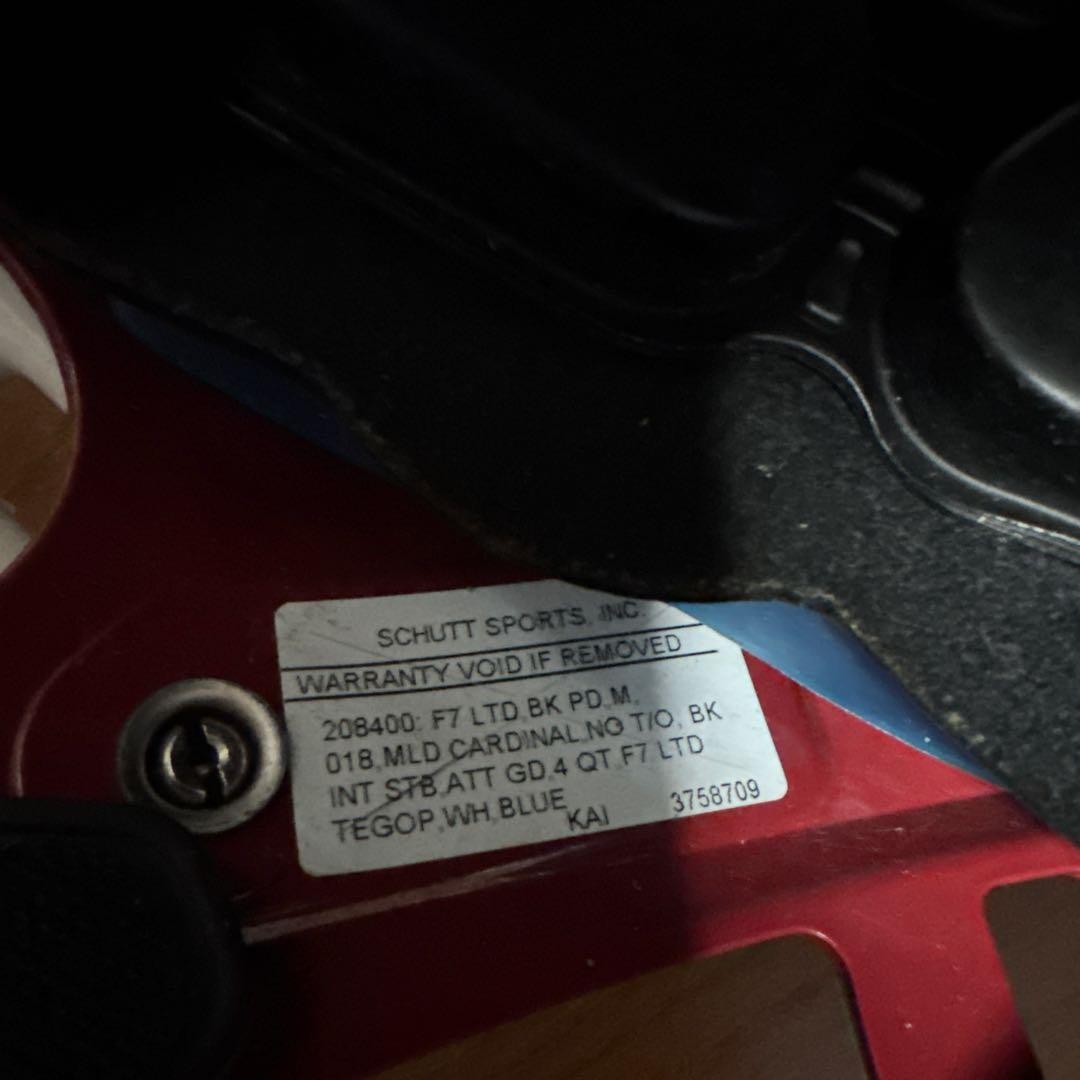 SCHUTT SPORTS, INC.
WARRANTY VOID IF REMOVED
208400: F7 LTD,BK PD,M,
018,MLD CARDINAL,NO T/O, BK
INT STB,ATT GD,4 QT,F7 LTD
TEGOP,WH,BLUE
KAI 3758709